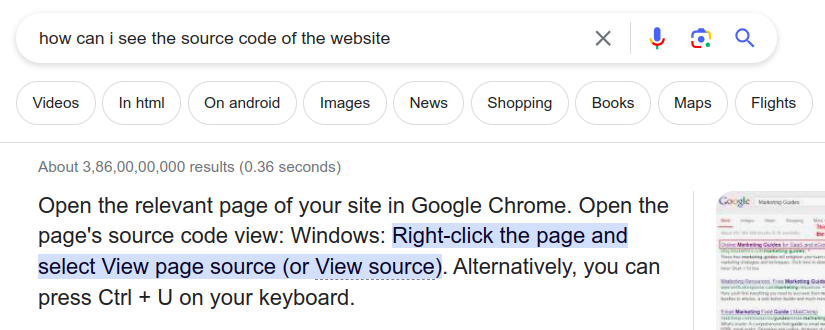 how can i see the source code of the website
Videos
In html
On android
Images
News
Shopping
Books
Maps
Flights
About 3,86,00,00,000 results (0.36 seconds)
Open the relevant page of your site in Google Chrome. Open the
page's source code view: Windows: Right-click the page and
select View page source (or View source). Alternatively, you can
press Ctrl + U on your keyboard.
Google
Marketing Guides